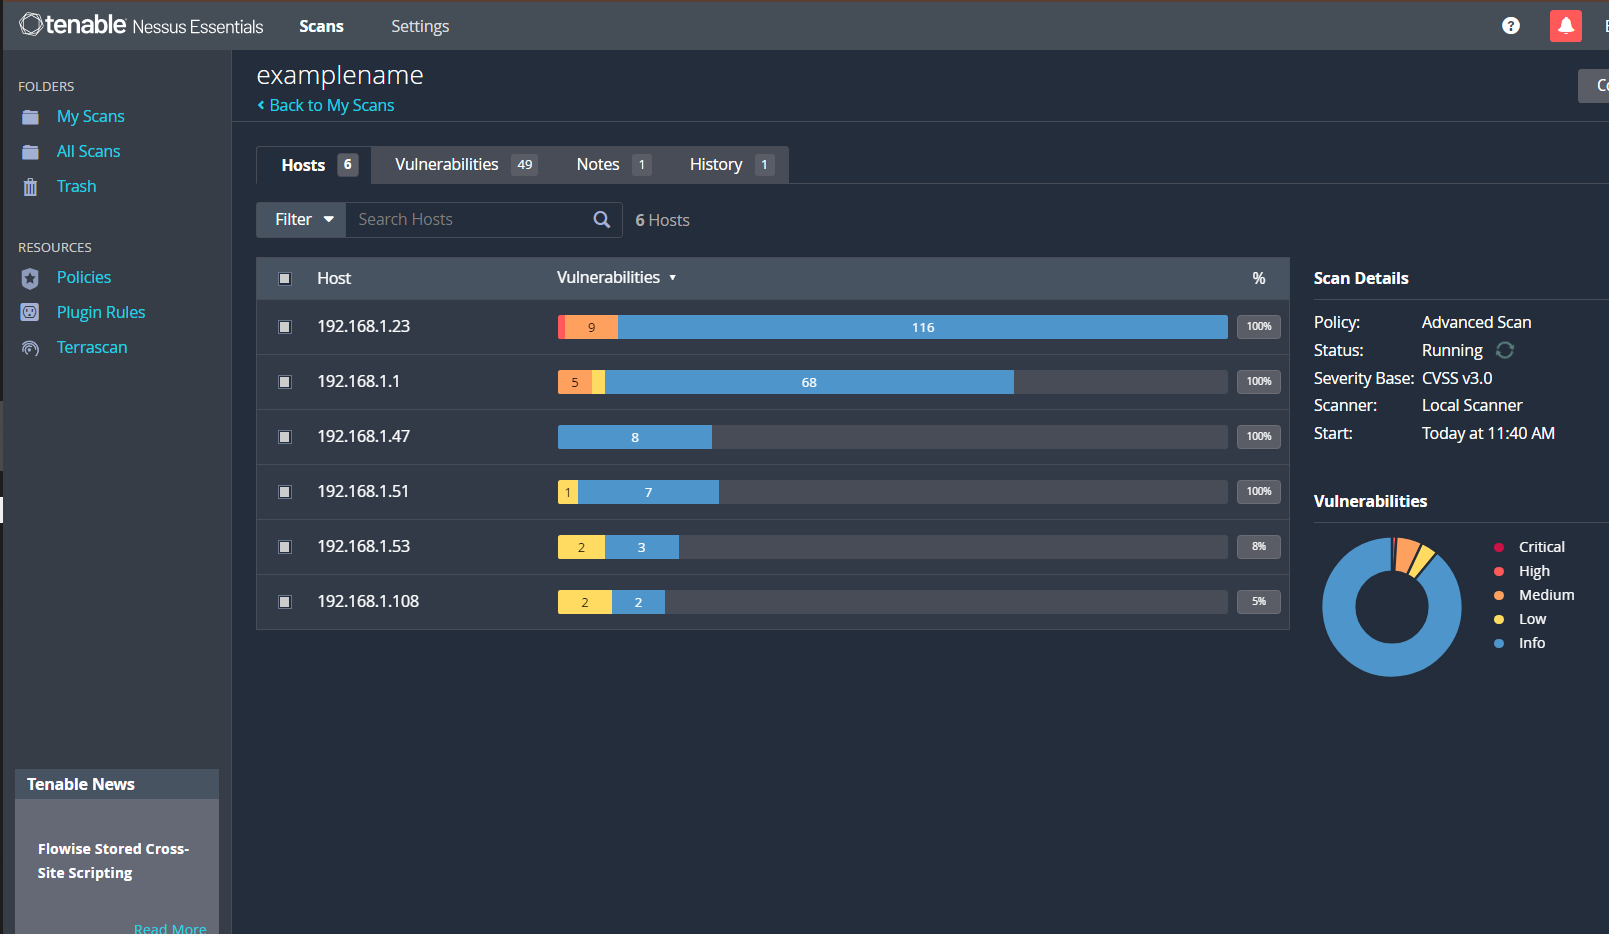 tenable Nessus Essentials Scans Settings
FOLDERS
My Scans
All Scans
Trash
RESOURCES
Policies
Plugin Rules
Terrascan
Tenable News
Flowise Stored Cross-
Site Scripting
Read More
examplename
Back to My Scans
Hosts 6 Vulnerabilities 49 Notes 1 History 1
Filter Search Hosts 6 Hosts
Host Vulnerabilities %
192.168.1.23 9 116 100%
192.168.1.1 5 68 100%
192.168.1.47 8 100%
192.168.1.51 1 7 100%
192.168.1.53 2 3 8%
192.168.1.108 2 2 5%
Scan Details
Policy: Advanced Scan
Status: Running
Severity Base: CVSS v3.0
Scanner: Local Scanner
Start: Today at 11:40 AM
Vulnerabilities
Critical
High
Medium
Low
Info